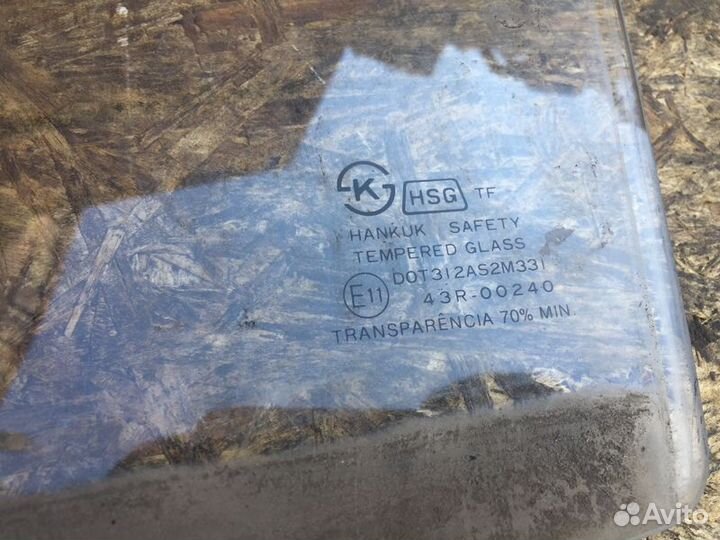 K HSG TF
HANKUK SAFETY
TEMPERED GLASS
DOT312AS2M331
E11 43R-00240
TRANSPARÊNCIA 70% MIN.
Avito